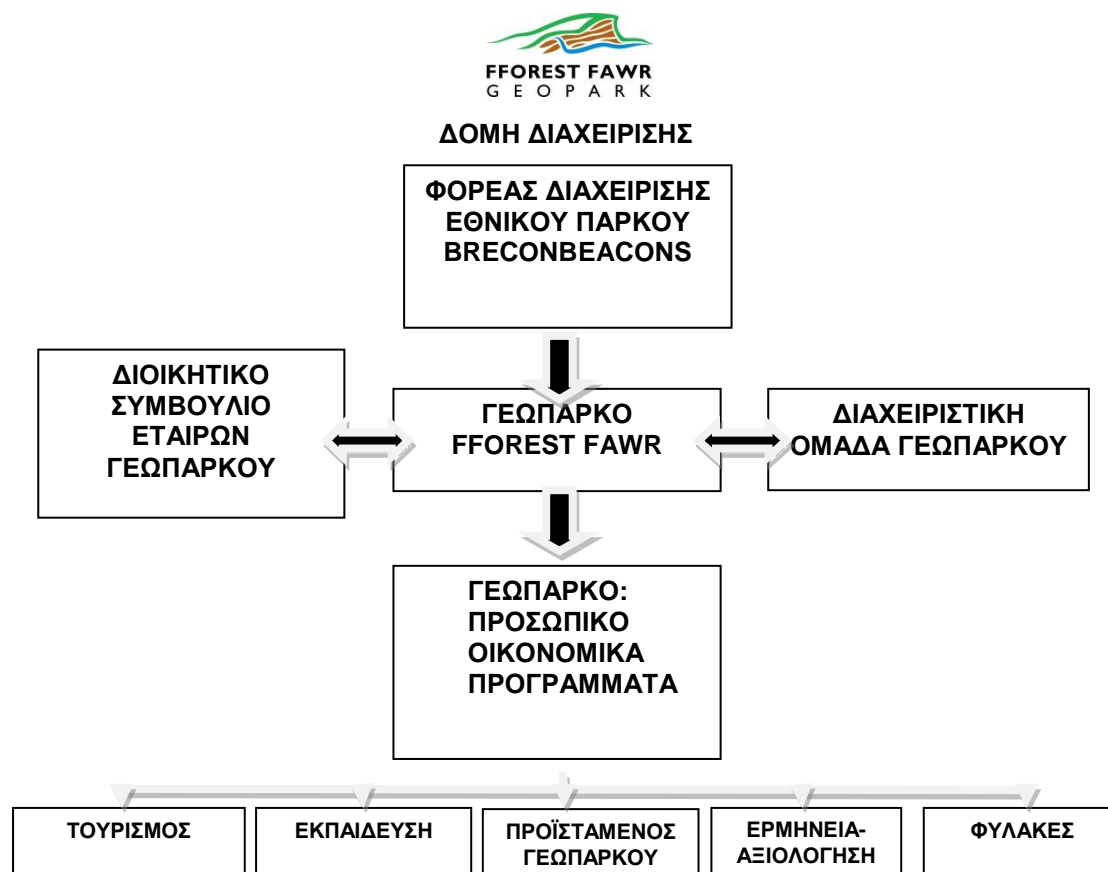 FFOREST FAWR
GEOPARK
ΔΟΜΗ ΔΙΑΧΕΙΡΙΣΗΣ
ΦΟΡΕΑΣ ΔΙΑΧΕΙΡΙΣΗΣ
ΕΘΝΙΚΟΥ ΠΑΡΚΟΥ
BRECONBEACONS
ΔΙΟΙΚΗΤΙΚΟ
ΣΥΜΒΟΥΛΙΟ
ΕΤΑΙΡΩΝ
ΓΕΩΠΑΡΚΟΥ
ΓΕΩΠΑΡΚΟ
FFOREST FAWR
ΔΙΑΧΕΙΡΙΣΤΙΚΗ
ΟΜΑΔΑ ΓΕΩΠΑΡΚΟΥ
ΓΕΩΠΑΡΚΟ:
ΠΡΟΣΩΠΙΚΟ
ΟΙΚΟΝΟΜΙΚΑ
ΠΡΟΓΡΑΜΜΑΤΑ
ΤΟΥΡΙΣΜΟΣ
ΕΚΠΑΙΔΕΥΣΗ
ΠΡΟΪΣΤΑΜΕΝΟΣ
ΓΕΩΠΑΡΚΟΥ
ΕΡΜΗΝΕΙΑ-
ΑΞΙΟΛΟΓΗΣΗ
ΦΥΛΑΚΕΣ